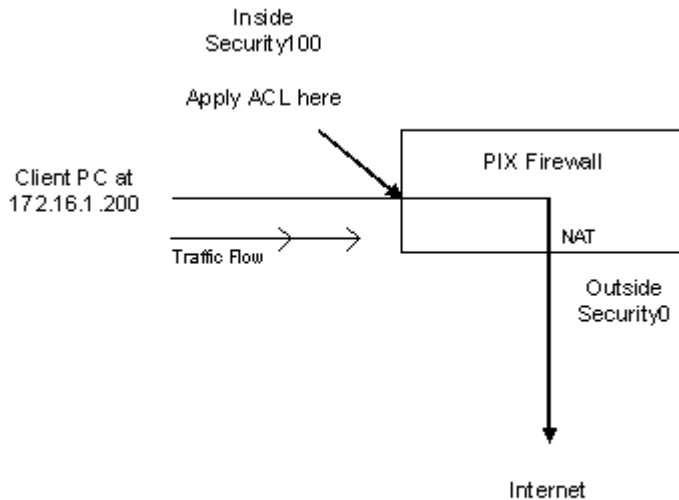 Inside
Security100
Apply ACL here
PIX Firewall
Client PC at
172.16.1.200
Traffic Flow
NAT
Outside
Security0
Internet